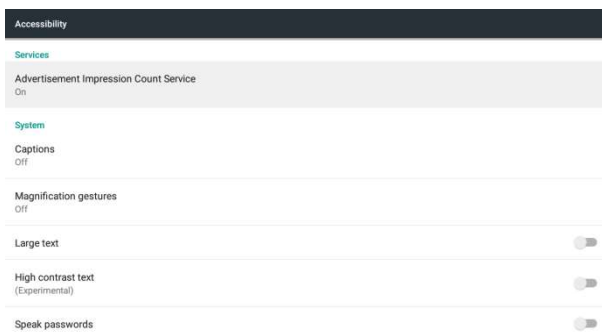 Accessibility
Services
Advertisement Impression Count Service
On
System
Captions
Off
Magnification gestures
Off
Large text
High contrast text
(Experimental)
Speak passwords